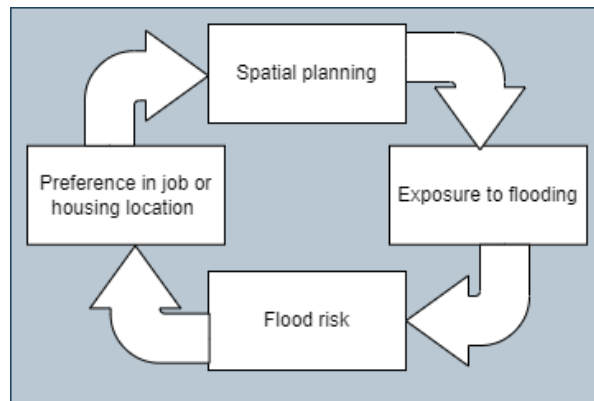 Spatial planning
Preference in job or
housing location
Exposure to flooding
Flood risk